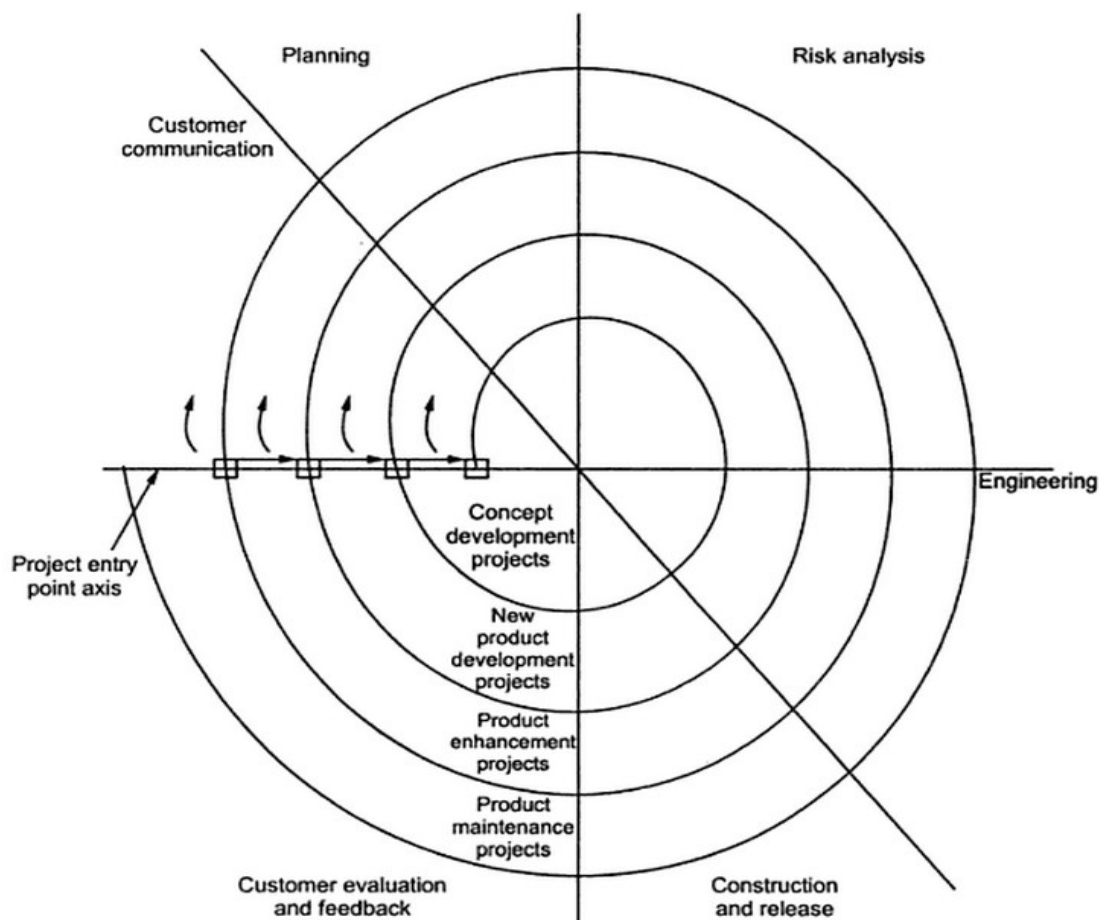 Planning
Risk analysis
Customer
communication
Engineering
Project entry
point axis
Concept
development
projects
New
product
development
projects
Product
enhancement
projects
Product
maintenance
projects
Customer evaluation
and feedback
Construction
and release